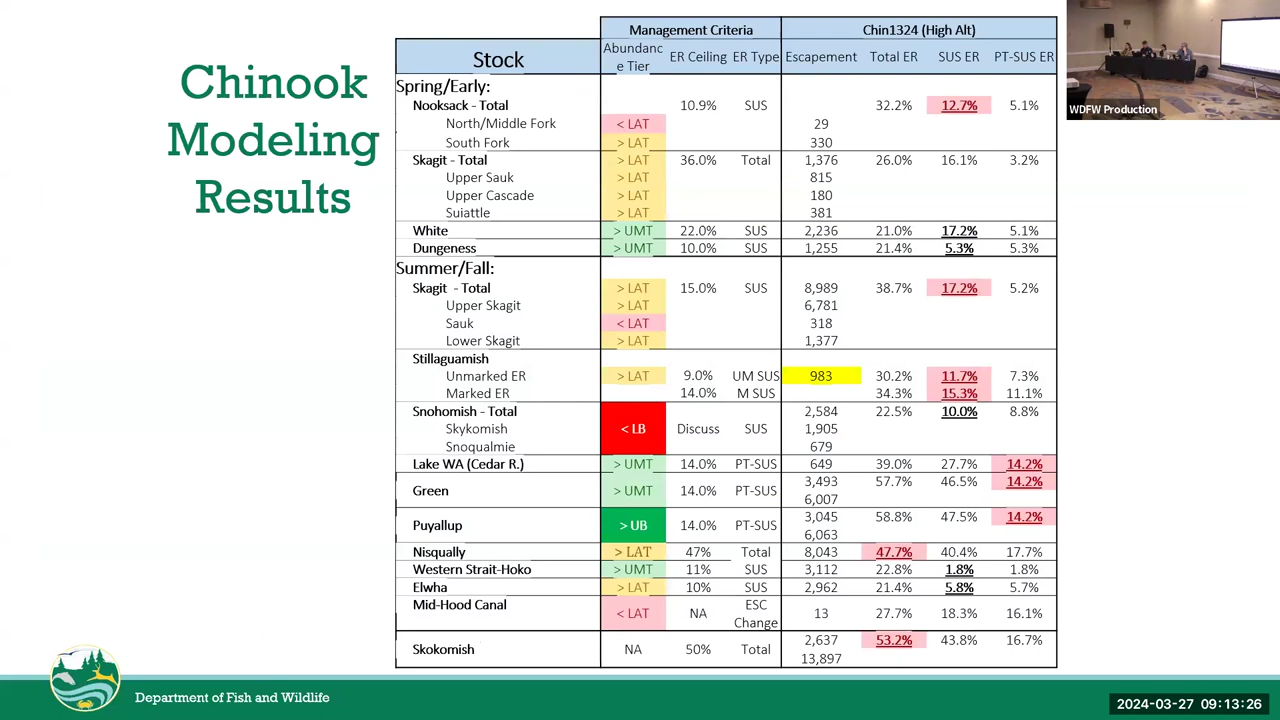 Chinook
Modeling
Results
Management Criteria Chin1324 (High Alt)
Stock Abundanc e Tier ER Ceiling ER Type Escapement Total ER SUS ER PT-SUS ER
Spring/Early:
Nooksack - Total 10.9% SUS 32.2% 12.7% 5.1%
North/Middle Fork < LAT 29
South Fork > LAT 330
Skagit - Total > LAT 36.0% Total 1,376 26.0% 16.1% 3.2%
Upper Sauk > LAT 815
Upper Cascade > LAT 180
Suiattle > LAT 381
White > UMT 22.0% SUS 2,236 21.0% 17.2% 5.1%
Dungeness > UMT 10.0% SUS 1,255 21.4% 5.3% 5.3%
Summer/Fall:
Skagit - Total > LAT 15.0% SUS 8,989 38.7% 17.2% 5.2%
Upper Skagit > LAT 6,781
Sauk < LAT 318
Lower Skagit > LAT 1,377
Stillaguamish
Unmarked ER > LAT 9.0% UM SUS 983 30.2% 11.7% 7.3%
Marked ER 14.0% M SUS 34.3% 15.3% 11.1%
Snohomish - Total 2,584 22.5% 10.0% 8.8%
Skykomish < LB Discuss SUS 1,905
Snoqualmie 679
Lake WA (Cedar R.) > UMT 14.0% PT-SUS 649 39.0% 27.7% 14.2%
Green > UMT 14.0% PT-SUS 3,493 57.7% 46.5% 14.2%
6,007
Puyallup > UB 14.0% PT-SUS 3,045 58.8% 47.5% 14.2%
6,063
Nisqually > LAT 47% Total 8,043 47.7% 40.4% 17.7%
Western Strait-Hoko > UMT 11% SUS 3,112 22.8% 1.8% 1.8%
Elwha > LAT 10% SUS 2,962 21.4% 5.8% 5.7%
Mid-Hood Canal < LAT NA ESC Change 13 27.7% 18.3% 16.1%
Skokomish NA 50% Total 2,637 53.2% 43.8% 16.7%
13,897
WDFW Production
Department of Fish and Wildlife
2024-03-27 09:13:26